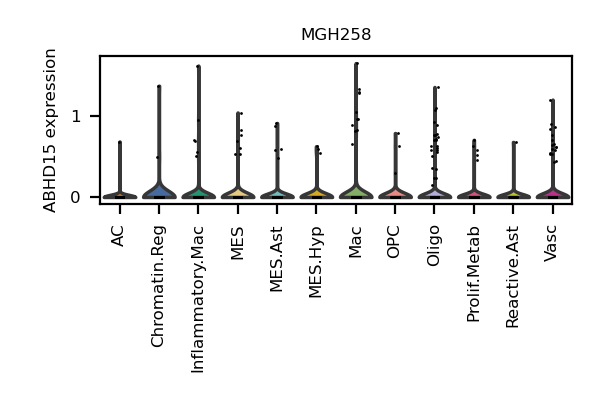 MGH258
ABHD15 expression
1
0
AC
Chromatin.Reg
Inflammatory.Mac
MES
MES.Ast
MES.Hyp
Mac
OPC
Oligo
Prolif.Metab
Reactive.Ast
Vasc